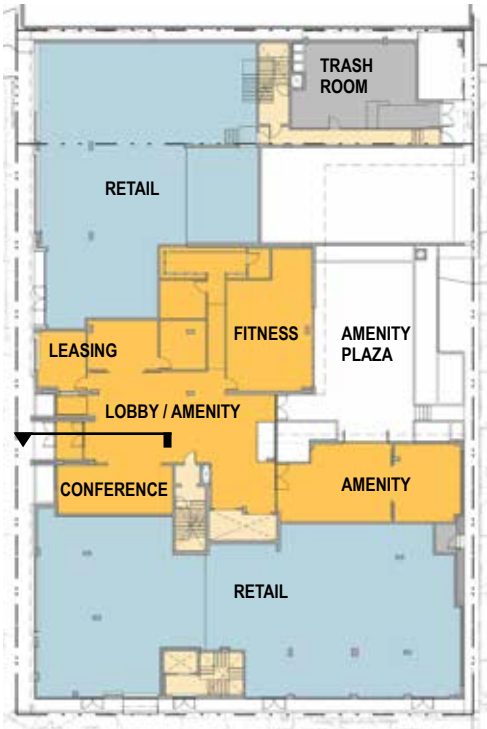 TRASH
ROOM
RETAIL
FITNESS
AMENITY
PLAZA
LEASING
LOBBY / AMENITY
CONFERENCE
AMENITY
RETAIL